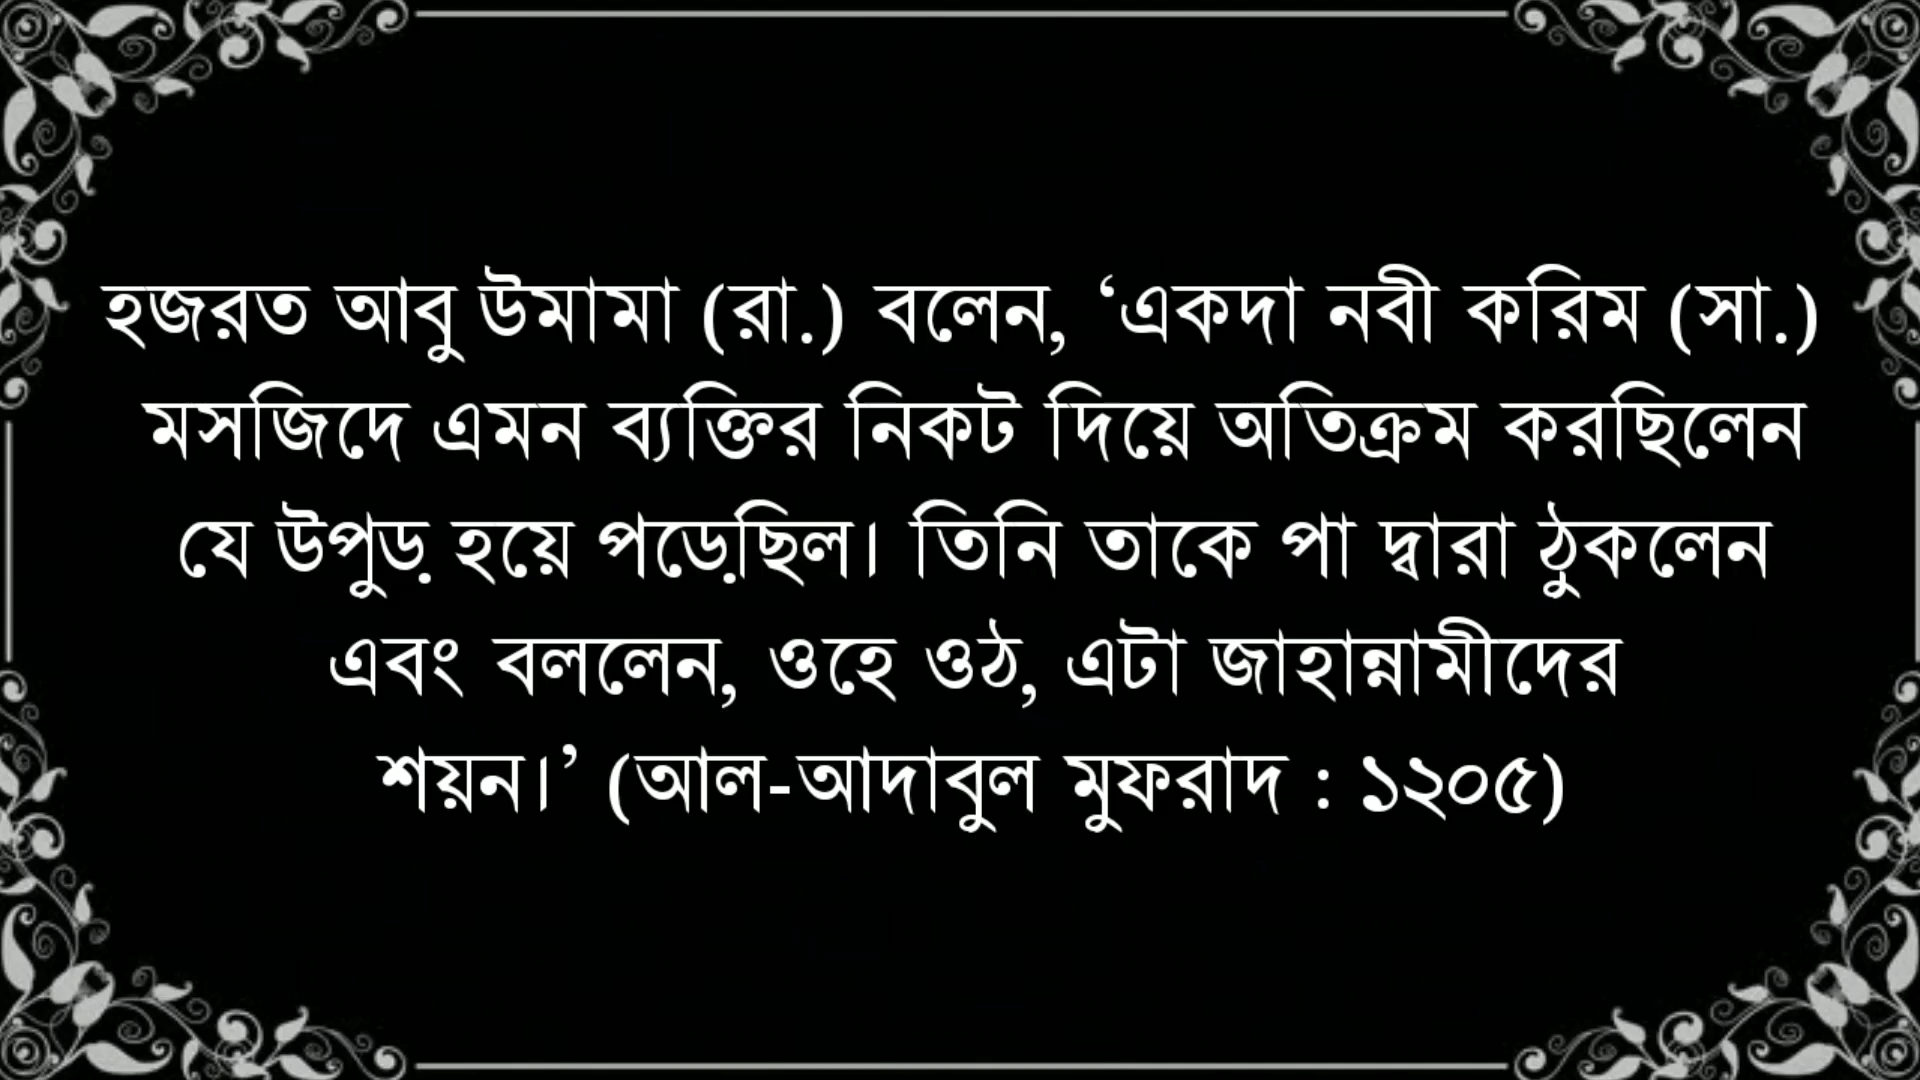 হজরত আবু উমামা (রা.) বলেন, ‘একদা নবী করিম (সা.)
মসজিদে এমন ব্যক্তির নিকট দিয়ে অতিক্রম করছিলেন
যে উপুড় হয়ে পড়েছিল। তিনি তাকে পা দ্বারা ঠুকলেন
এবং বললেন, ওহে ওঠ, এটা জাহান্নামীদের
শয়ন।’ (আল-আদাবুল মুফরাদ : ১২০৫)